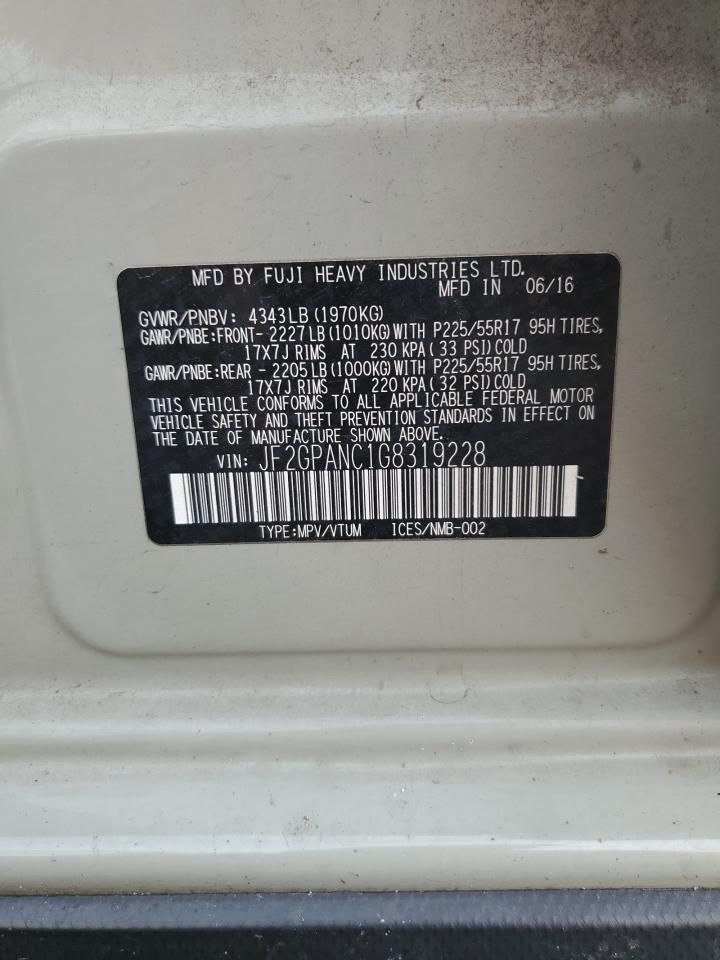 MFD BY FUJI HEAVY INDUSTRIES LTD.
MFD IN 06/16
GVWR/PNBV: 4343LB (1970KG)
GAWR/PNBE:FRONT- 2227LB (1010KG)WITH P225/55R17 95H TIRES,
17X7J RIMS AT 230 KPA( 33 PSI)COLD
GAWR/PNBE:REAR - 2205LB (1000KG)WITH P225/55R17 95H TIRES,
17X7J RIMS AT 220 KPA( 32 PSI)COLD
THIS VEHICLE CONFORMS TO ALL APPLICABLE FEDERAL MOTOR
VEHICLE SAFETY AND THEFT PREVENTION STANDARDS IN EFFECT ON
THE DATE OF MANUFACTURE SHOWN ABOVE.
VIN: JF2GPANC1G8319228
TYPE:MPV/VTUM ICES/NMB-002